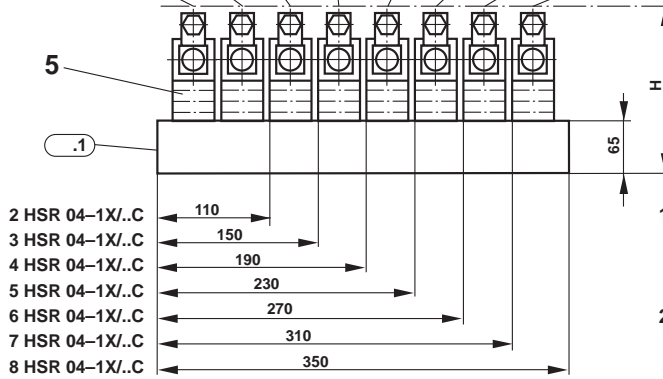 5
H
.1
65
2 HSR 04–1X/..C 110
3 HSR 04–1X/..C 150
4 HSR 04–1X/..C 190
5 HSR 04–1X/..C 230
6 HSR 04–1X/..C 270
7 HSR 04–1X/..C 310
8 HSR 04–1X/..C 350